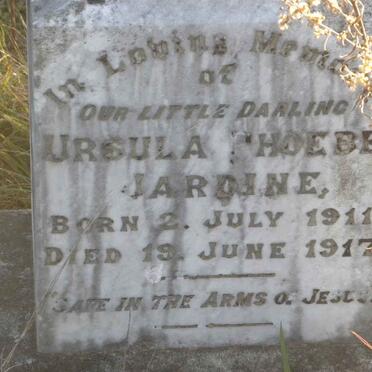 In Loving Memory
of
OUR LITTLE DARLING
URSULA PHOEBE
JARDINE,
BORN 2. JULY 1911
DIED 19. JUNE 1917
"SAFE IN THE ARMS OF JESUS"